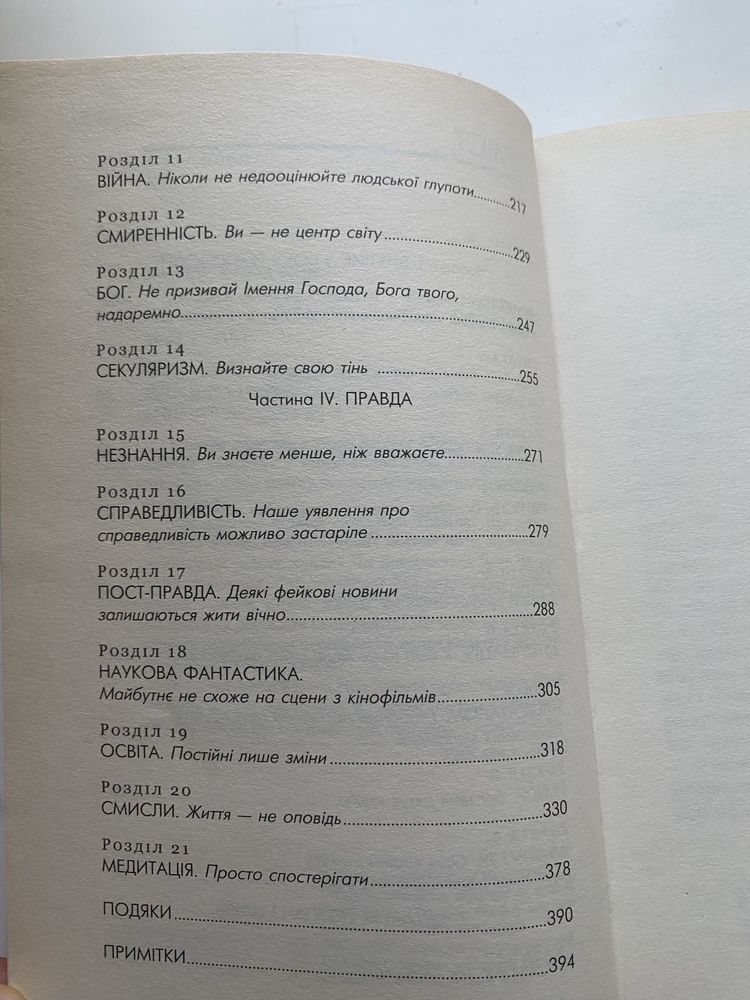 Розділ 11
ВІЙНА. Ніколи не недооцінюйте людської глупоти..........217
Розділ 12
СМИРЕННІСТЬ. Ви — не центр світу..........229
Розділ 13
БОГ. Не призивай Імення Господа, Бога твого,
надаремно..........247
Розділ 14
СЕКУЛЯРИЗМ. Визнайте свою тінь ..........255
Частина IV. ПРАВДА
Розділ 15
НЕЗНАННЯ. Ви знаєте менше, ніж вважаєте..........271
Розділ 16
СПРАВЕДЛИВІСТЬ. Наше уявлення про
справедливість можливо застаріле..........279
Розділ 17
ПОСТ-ПРАВДА. Деякі фейкові новини
залишаються жити вічно..........288
Розділ 18
НАУКОВА ФАНТАСТИКА.
Майбутнє не схоже на сцени з кінофільмів..........305
Розділ 19
ОСВІТА. Постійні лише зміни..........318
Розділ 20
СМИСЛИ. Життя — не оповідь..........330
Розділ 21
МЕДИТАЦІЯ. Просто спостерігати..........378
ПОДЯКИ..........390
ПРИМІТКИ..........394